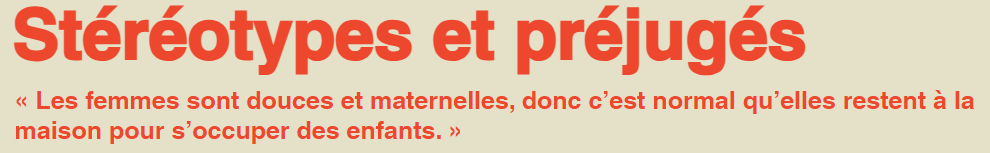 Stéréotypes et préjugés
« Les femmes sont douces et maternelles, donc c’est normal qu’elles restent à la
maison pour s’occuper des enfants. »